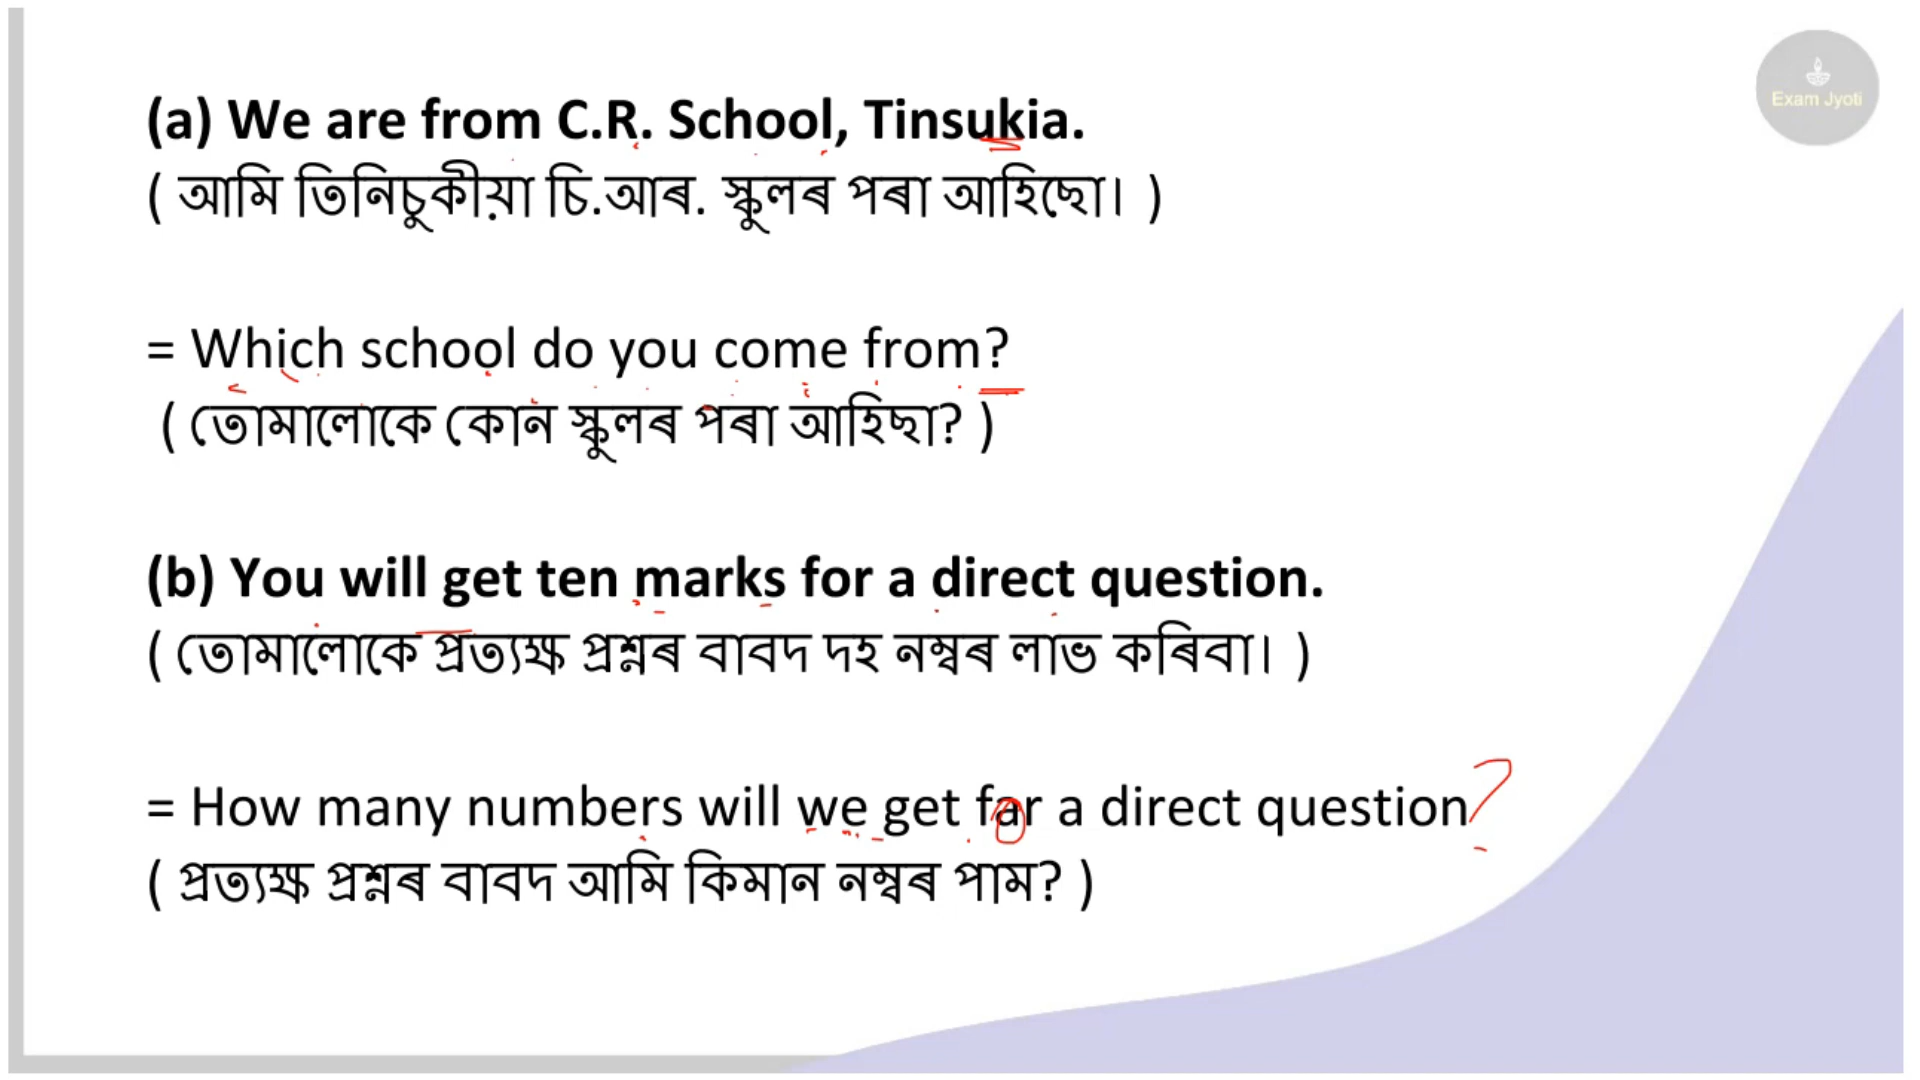 Exam Jyoti
(a) We are from C.R. School, Tinsukia.
( আমি তিনিচুকীয়া চি.আৰ. স্কুলৰ পৰা আহিছো। )
= Which school do you come from?
( তোমালোকে কোন স্কুলৰ পৰা আহিছা? )
(b) You will get ten marks for a direct question.
( তোমালোকে প্ৰত্যক্ষ প্ৰশ্নৰ বাবদ দহ নম্বৰ লাভ কৰিবা। )
= How many numbers will we get far a direct question?
( প্ৰত্যক্ষ প্ৰশ্নৰ বাবদ আমি কিমান নম্বৰ পাম? )